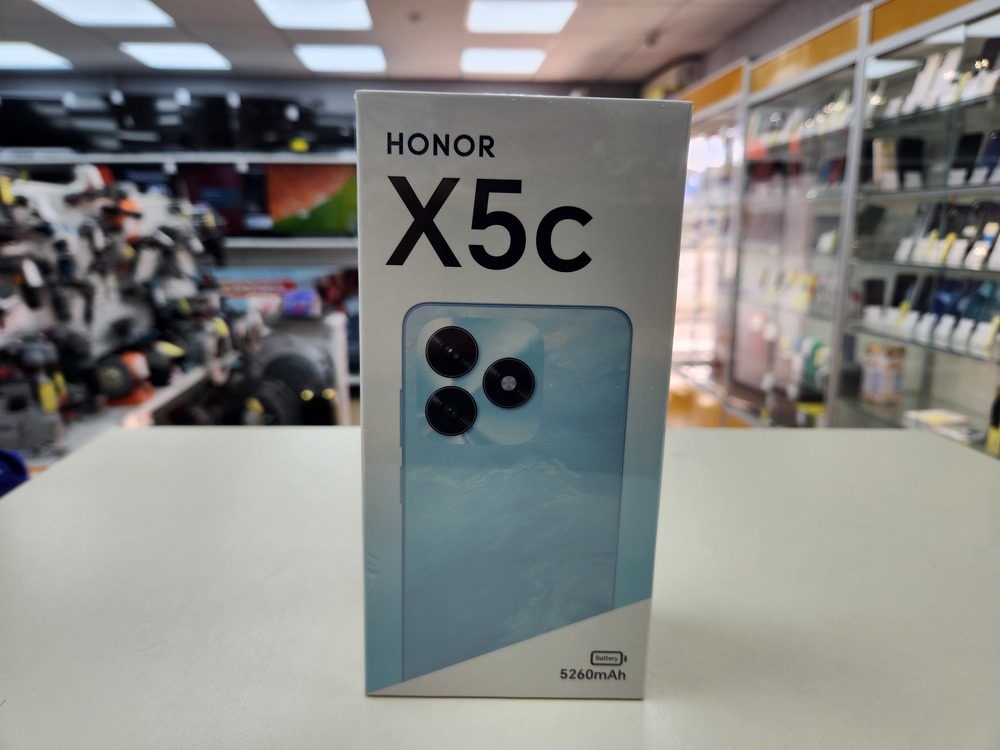 HONOR
X5c
Battery
5260mAh